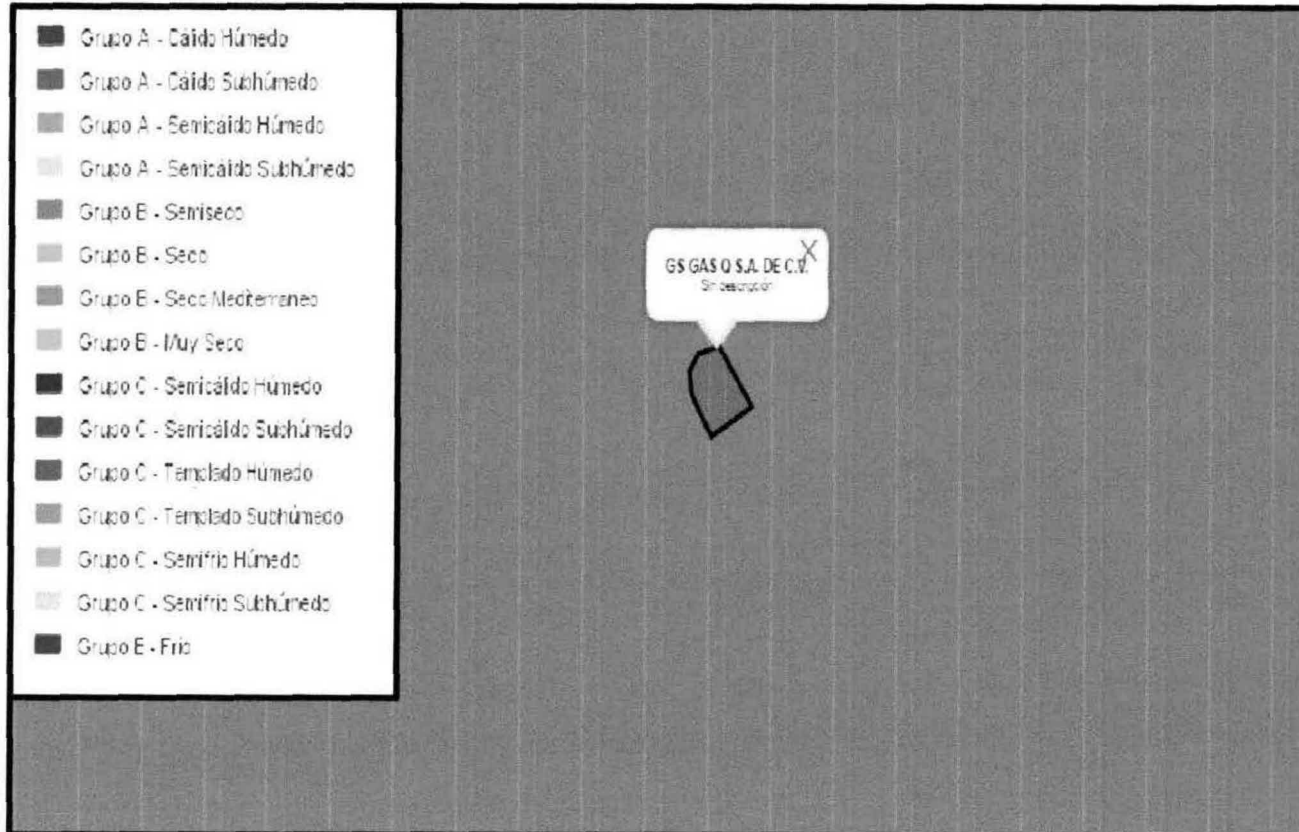 Grupo A - Cálido Húmedo
Grupo A - Cálido Subhúmedo
Grupo A - Semicálido Húmedo
Grupo A - Semicálido Subhúmedo
Grupo B - Semiseco
Grupo B - Seco
Grupo B - Seco Mediterraneo
Grupo B - Muy Seco
Grupo C - Semicálido Húmedo
Grupo C - Semicálido Subhúmedo
Grupo C - Templado Húmedo
Grupo C - Templado Subhúmedo
Grupo C - Semifrío Húmedo
Grupo C - Semifrío Subhúmedo
Grupo E - Frío
X
GS GAS Q S.A. DE C.V.
Sin descripción